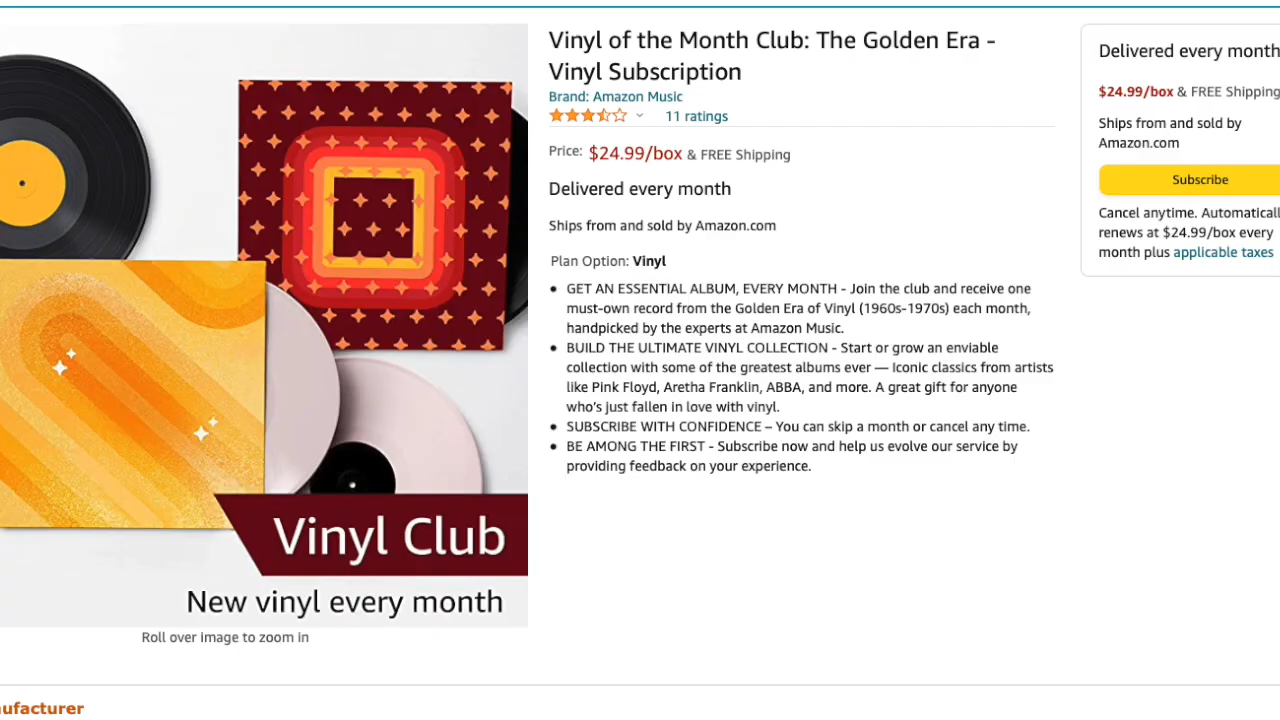 Vinyl of the Month Club: The Golden Era -
Vinyl Subscription
Brand: Amazon Music
11 ratings
Price: $24.99/box & FREE Shipping
Delivered every month
Ships from and sold by Amazon.com
Plan Option: Vinyl
GET AN ESSENTIAL ALBUM, EVERY MONTH - Join the club and receive one
must-own record from the Golden Era of Vinyl (1960s-1970s) each month,
handpicked by the experts at Amazon Music.
BUILD THE ULTIMATE VINYL COLLECTION - Start or grow an enviable
collection with some of the greatest albums ever — Iconic classics from artists
like Pink Floyd, Aretha Franklin, ABBA, and more. A great gift for anyone
who's just fallen in love with vinyl.
SUBSCRIBE WITH CONFIDENCE – You can skip a month or cancel any time.
BE AMONG THE FIRST - Subscribe now and help us evolve our service by
providing feedback on your experience.
Delivered every month
$24.99/box & FREE Shipping
Ships from and sold by
Amazon.com
Subscribe
Cancel anytime. Automaticall
renews at $24.99/box every
month plus applicable taxes
Vinyl Club
New vinyl every month
Roll over image to zoom in
ufacturer